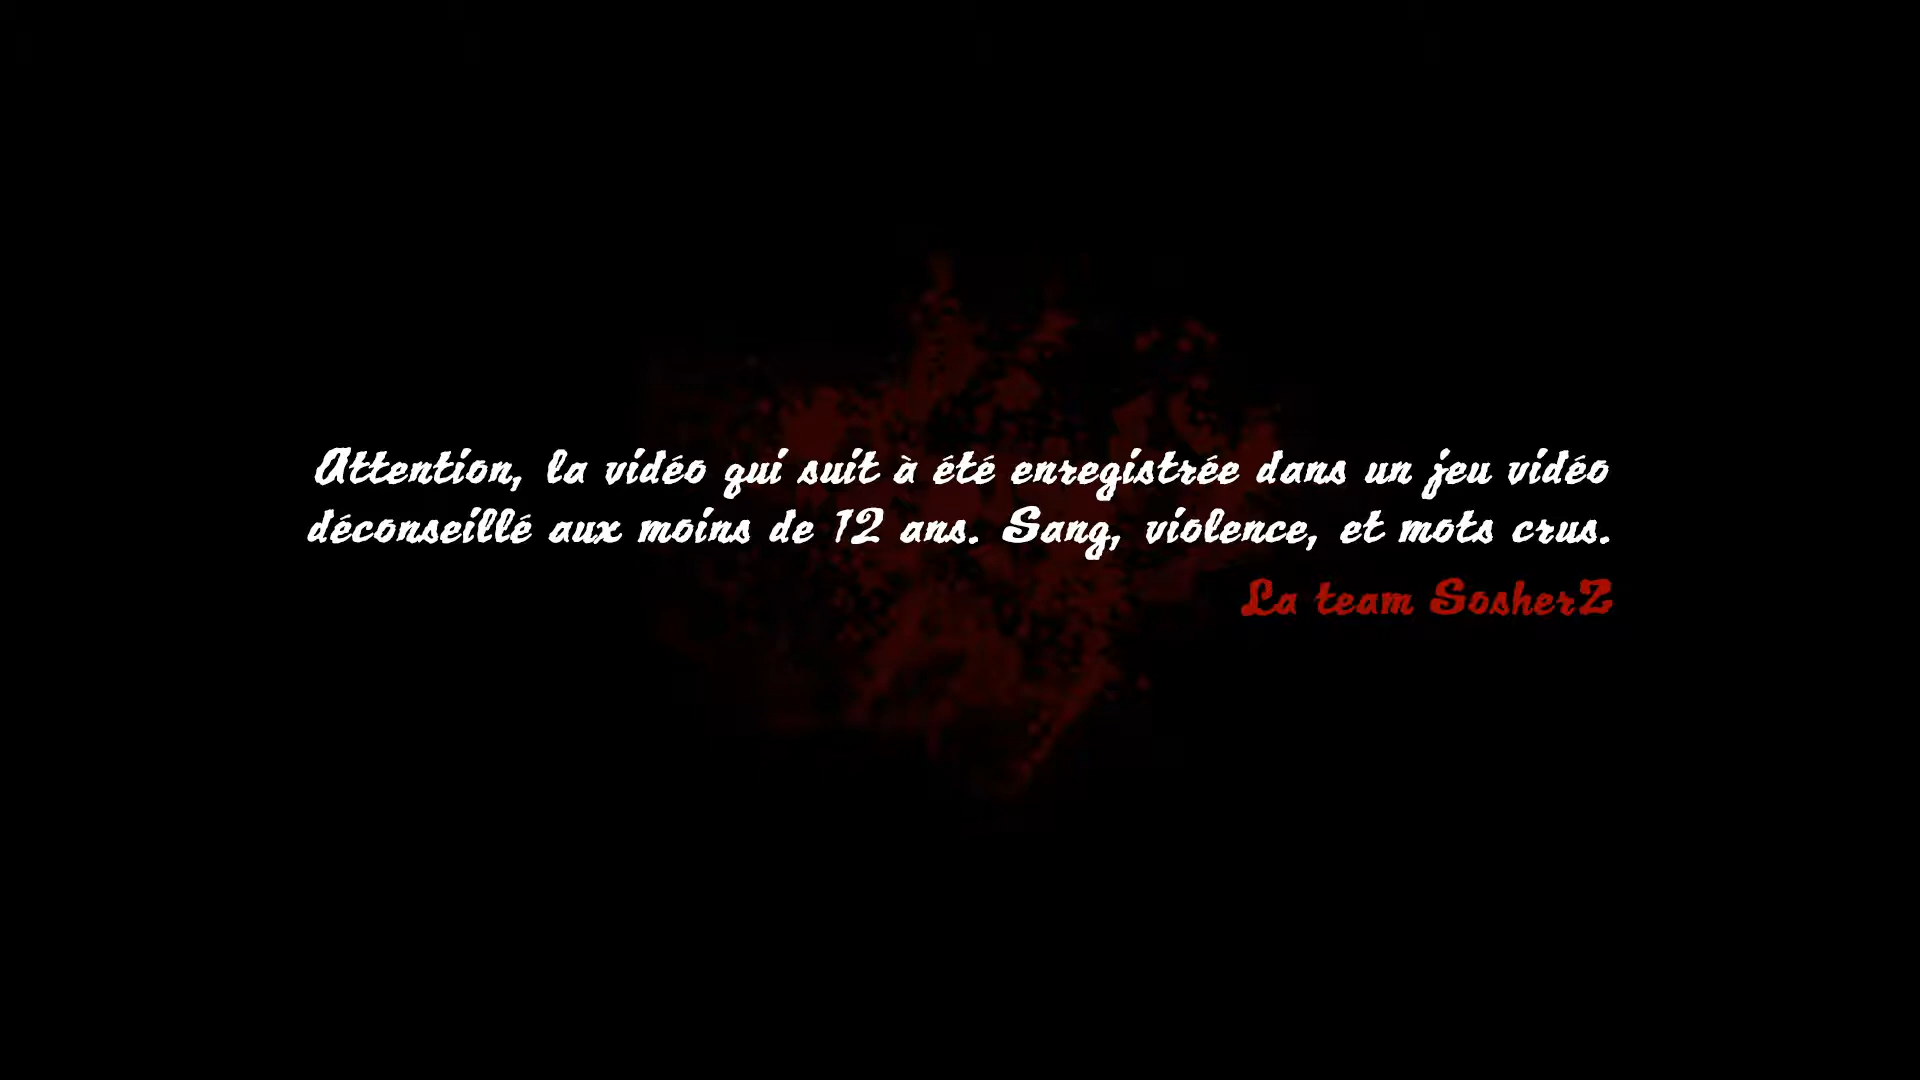 Attention, la vidéo qui suit à été enregistrée dans un jeu vidéo
déconseillé aux moins de 12 ans. Sang, violence, et mots crus.
La team SosherZ